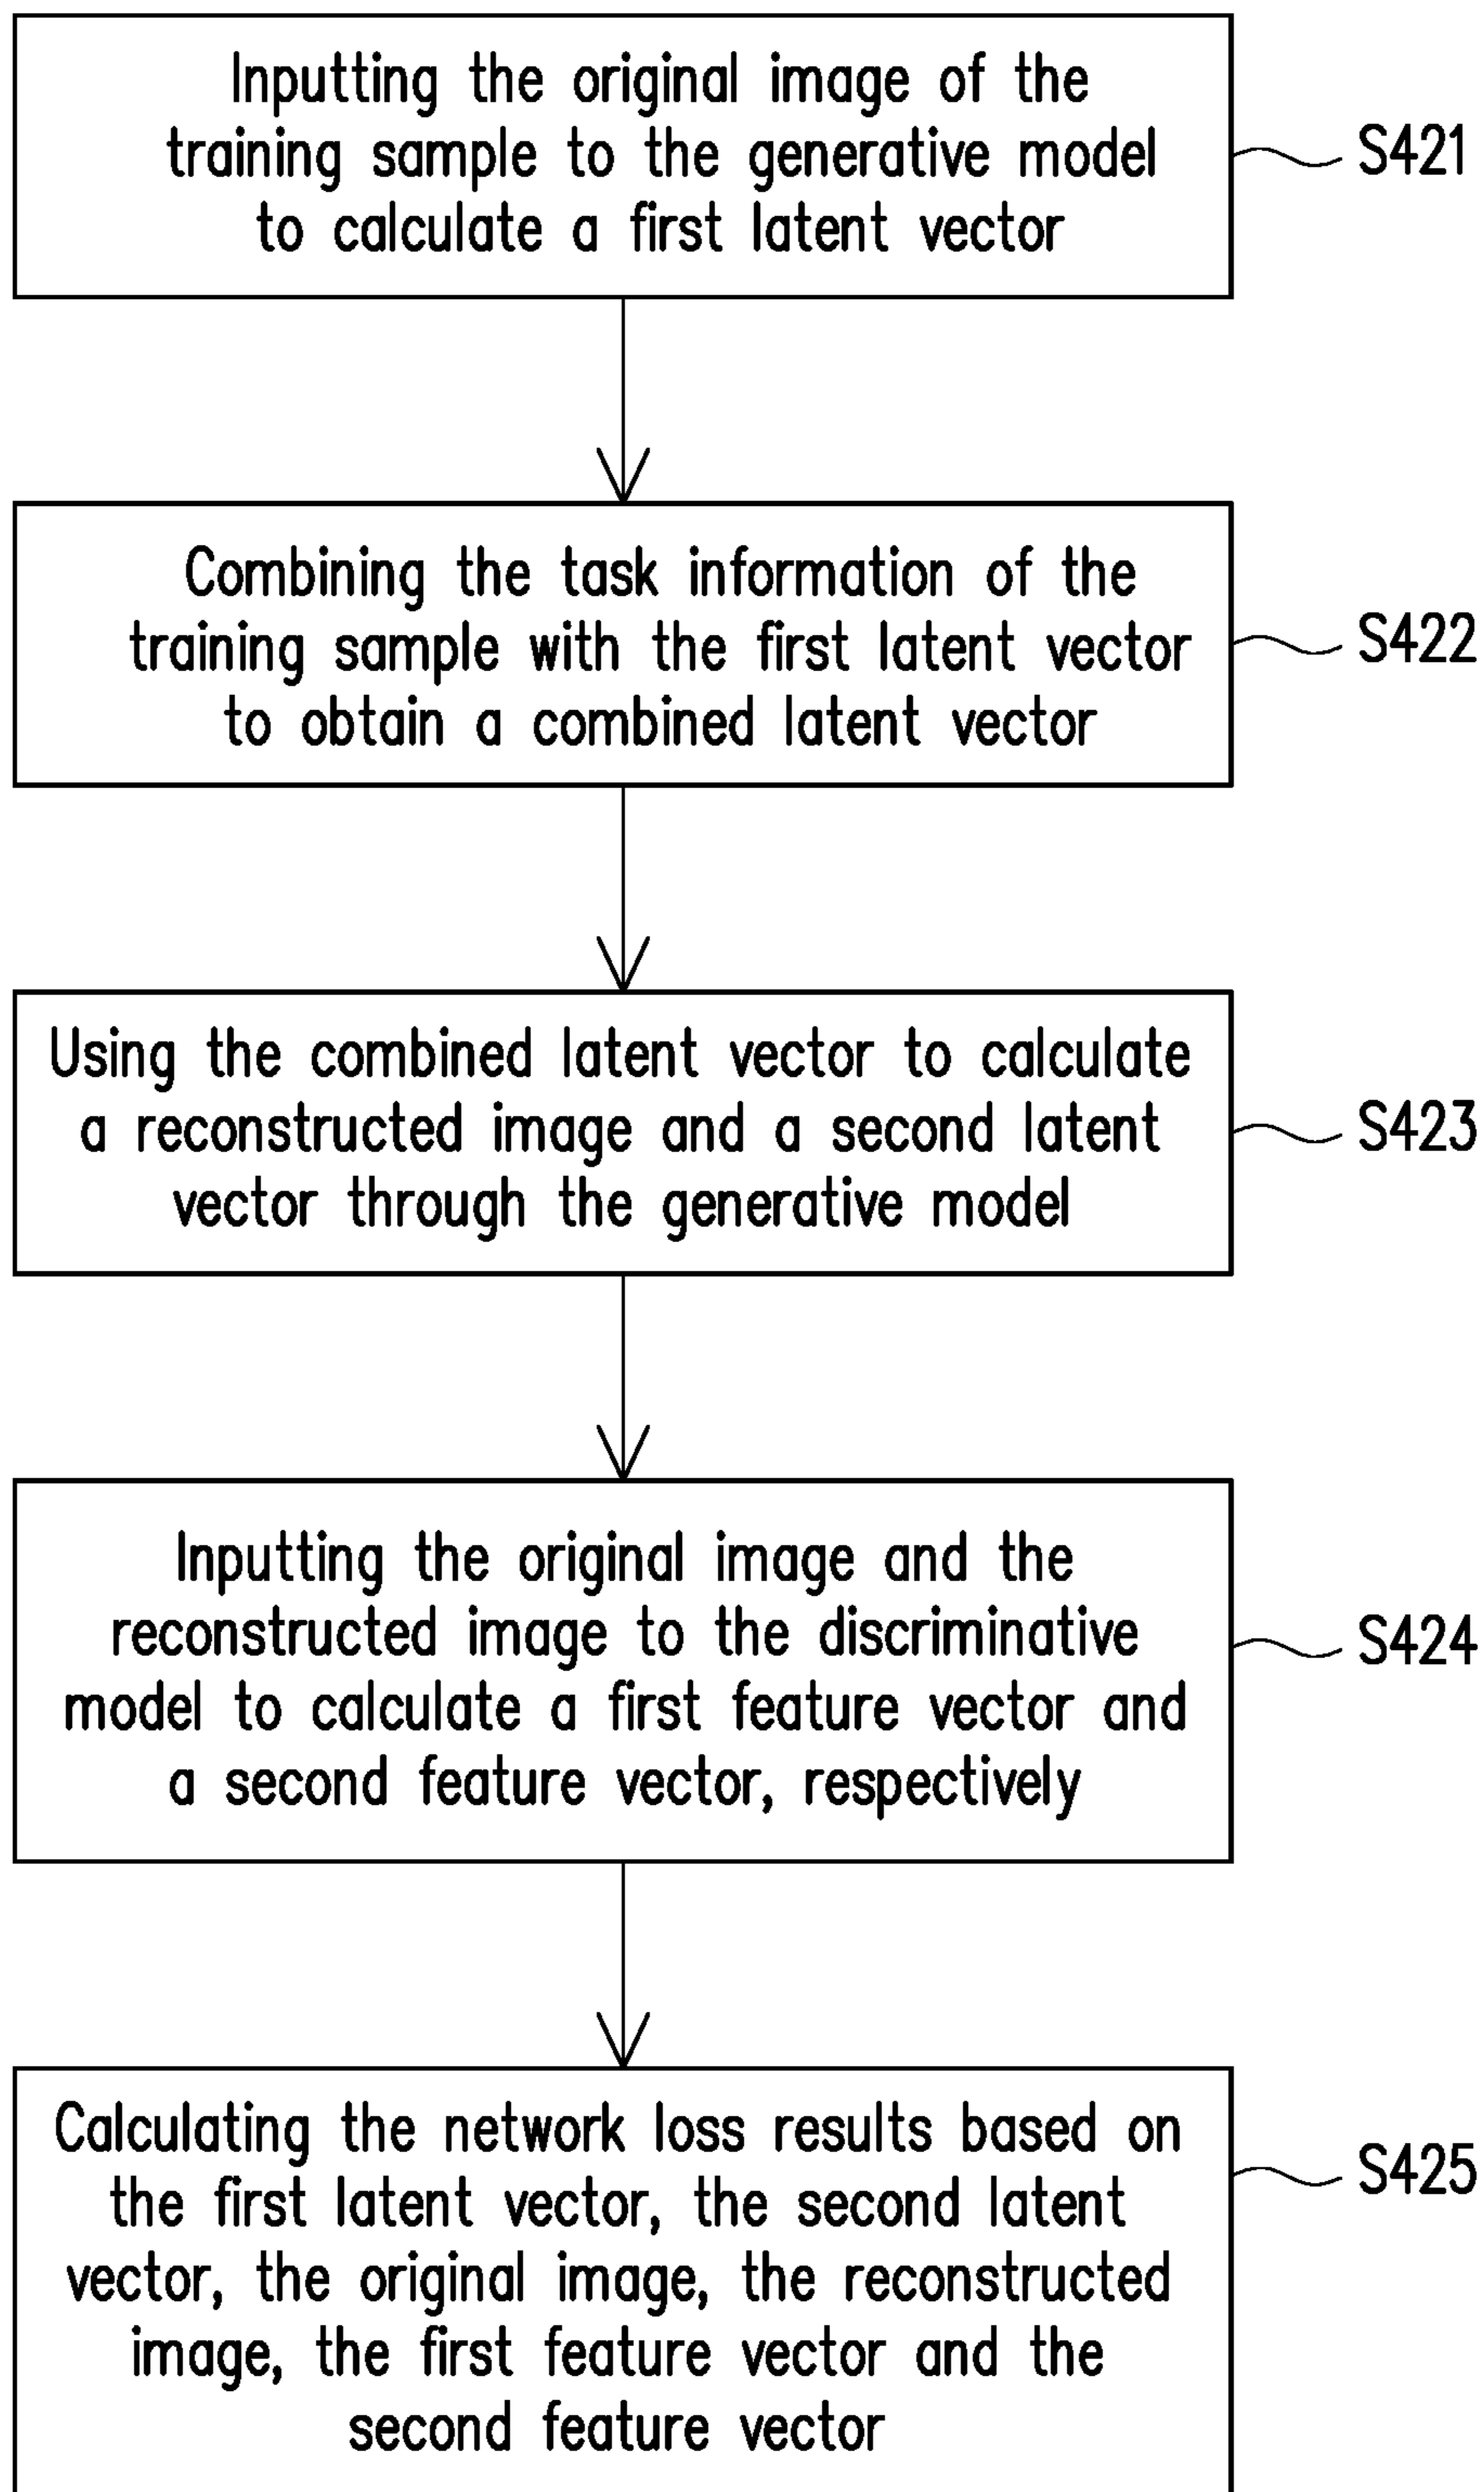 Inputting the original image of the
training sample to the generative model
to calculate a first latent vector
S421
Combining the task information of the
training sample with the first latent vector
to obtain a combined latent vector
S422
Using the combined latent vector to calculate
a reconstructed image and a second latent
vector through the generative model
S423
Inputting the original image and the
reconstructed image to the discriminative
model to calculate a first feature vector and
a second feature vector, respectively
S424
Calculating the network loss results based on
the first latent vector, the second latent
vector, the original image, the reconstructed
image, the first feature vector and the
second feature vector
S425